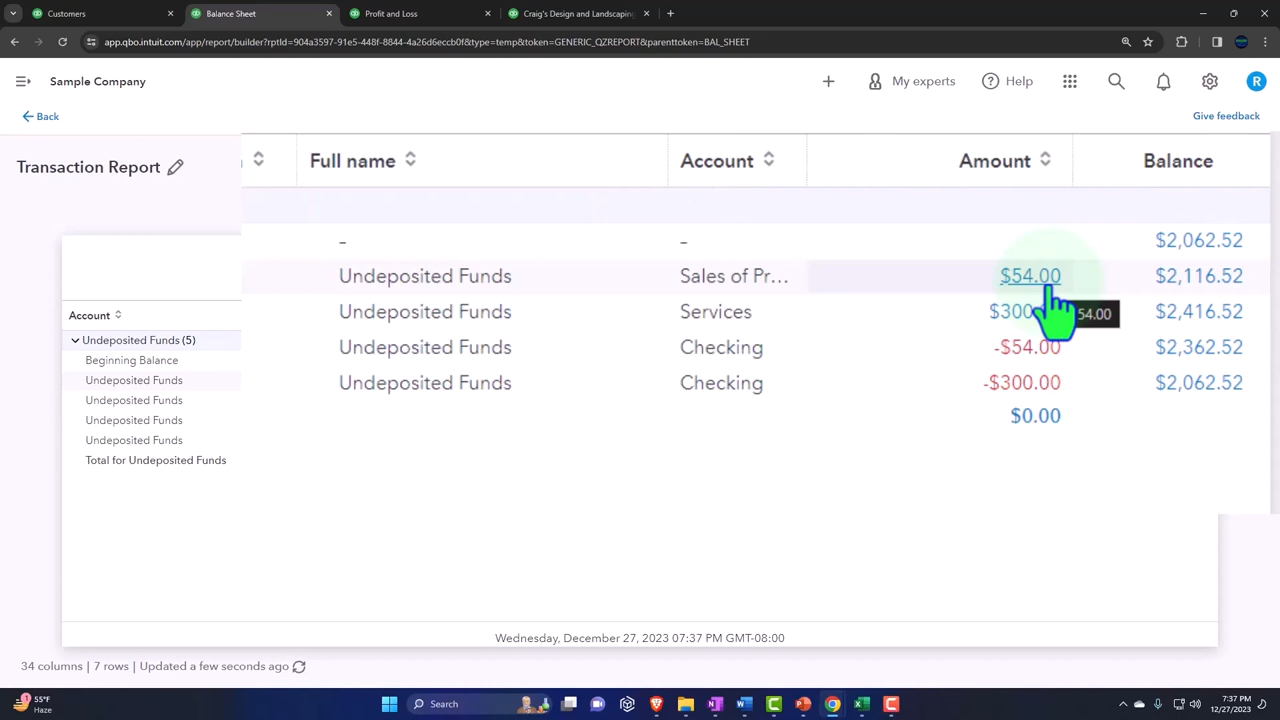 Customers
Balance Sheet
Profit and Loss
Craig's Design and Landscaping
app.qbo.intuit.com/app/report/builder?rptId=904a3597-91e5-448f-8844-4a26d6eccb0f&type=temp&token=GENERIC_QZREPORT&parenttoken=BAL_SHEET
Sample Company
My experts
Help
R
Back
Give feedback
Transaction Report
Full name
Account
Amount
Balance
- - $2,062.52
Undeposited Funds Sales of Pr... $54.00 $2,116.52
Undeposited Funds Services $300. 54.00 $2,416.52
Undeposited Funds Checking -$54.00 $2,362.52
Undeposited Funds Checking -$300.00 $2,062.52
$0.00
Account
Undeposited Funds (5)
Beginning Balance
Undeposited Funds
Undeposited Funds
Undeposited Funds
Undeposited Funds
Total for Undeposited Funds
Wednesday, December 27, 2023 07:37 PM GMT-08:00
34 columns | 7 rows | Updated a few seconds ago
1
55°F
Haze
Search
7:37 PM
12/27/2023